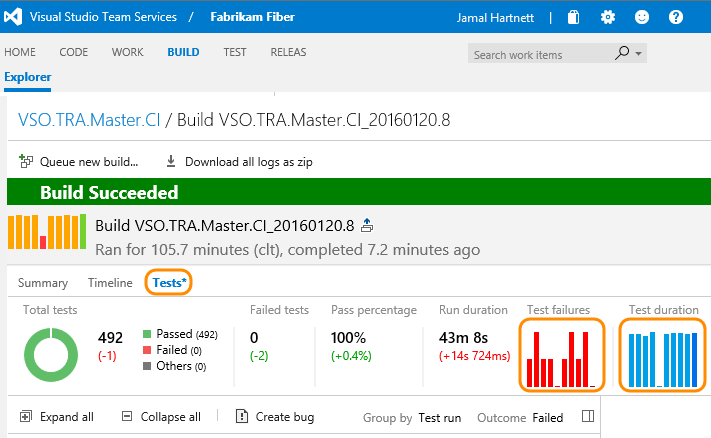 Visual Studio Team Services / Fabrikam Fiber Jamal Hartnett
HOME CODE WORK BUILD TEST RELEAS Search work items
Explorer
VSO.TRA.Master.CI / Build VSO.TRA.Master.CI_20160120.8
Queue new build... Download all logs as zip
Build Succeeded
Build VSO.TRA.Master.CI_20160120.8
Ran for 105.7 minutes (clt), completed 7.2 minutes ago
Summary Timeline Tests*
Total tests Failed tests Pass percentage Run duration Test failures Test duration
492 Passed (492) 0 100% 43m 8s
(-1) Failed (0) (-2) (+0.4%) (+14s 724ms)
Others (0)
Expand all Collapse all Create bug Group by Test run Outcome Failed